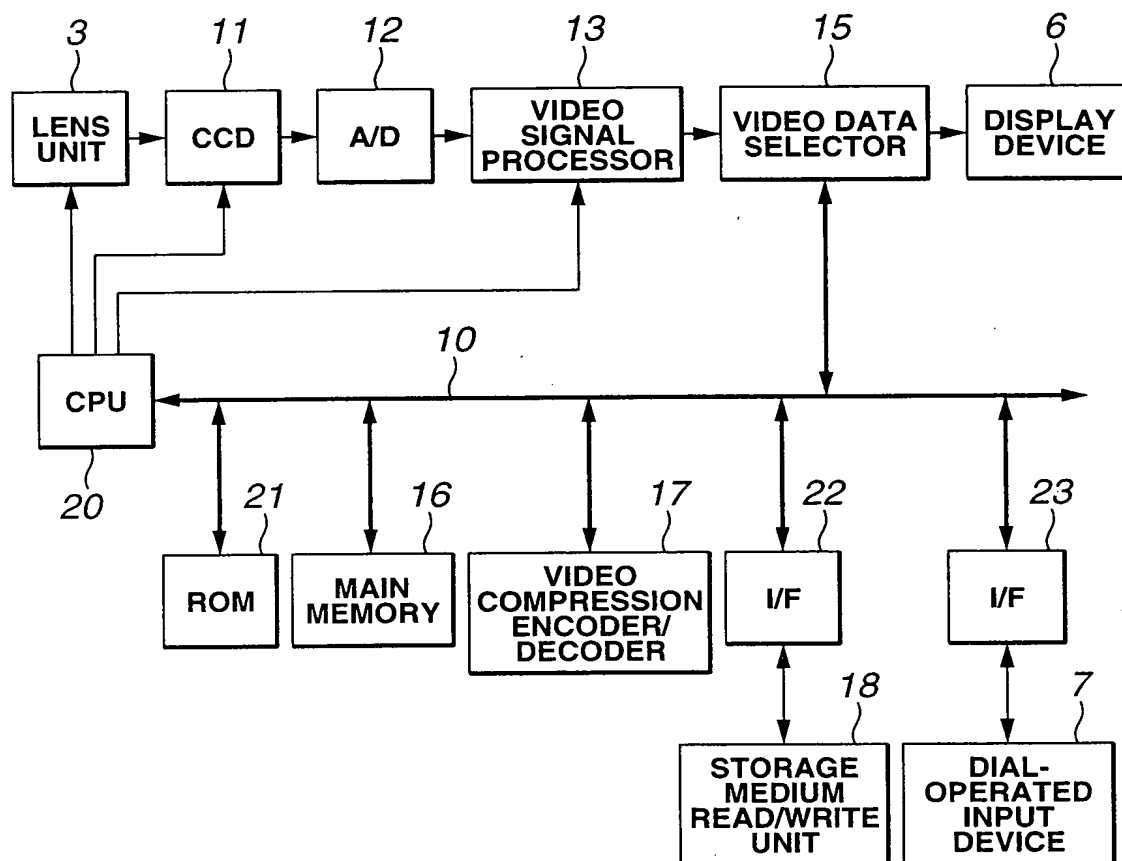 3
11
12
13
15
6
LENS
UNIT
CCD
A/D
VIDEO
SIGNAL
PROCESSOR
VIDEO DATA
SELECTOR
DISPLAY
DEVICE
CPU
10
20
21
16
17
22
23
ROM
MAIN
MEMORY
VIDEO
COMPRESSION
ENCODER/
DECODER
I/F
I/F
18
7
STORAGE
MEDIUM
READ/WRITE
UNIT
DIAL-
OPERATED
INPUT
DEVICE